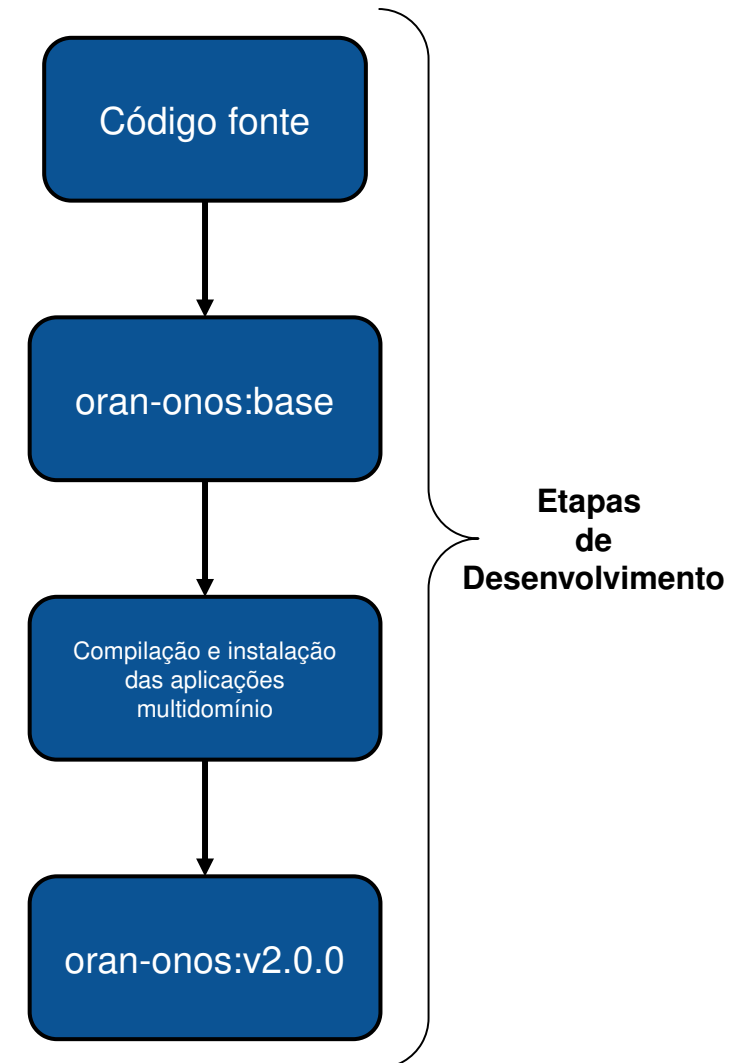 Código fonte
oran-onos:base
Etapas
de
Desenvolvimento
Compilação e instalação
das aplicações
multidomínio
oran-onos:v2.0.0